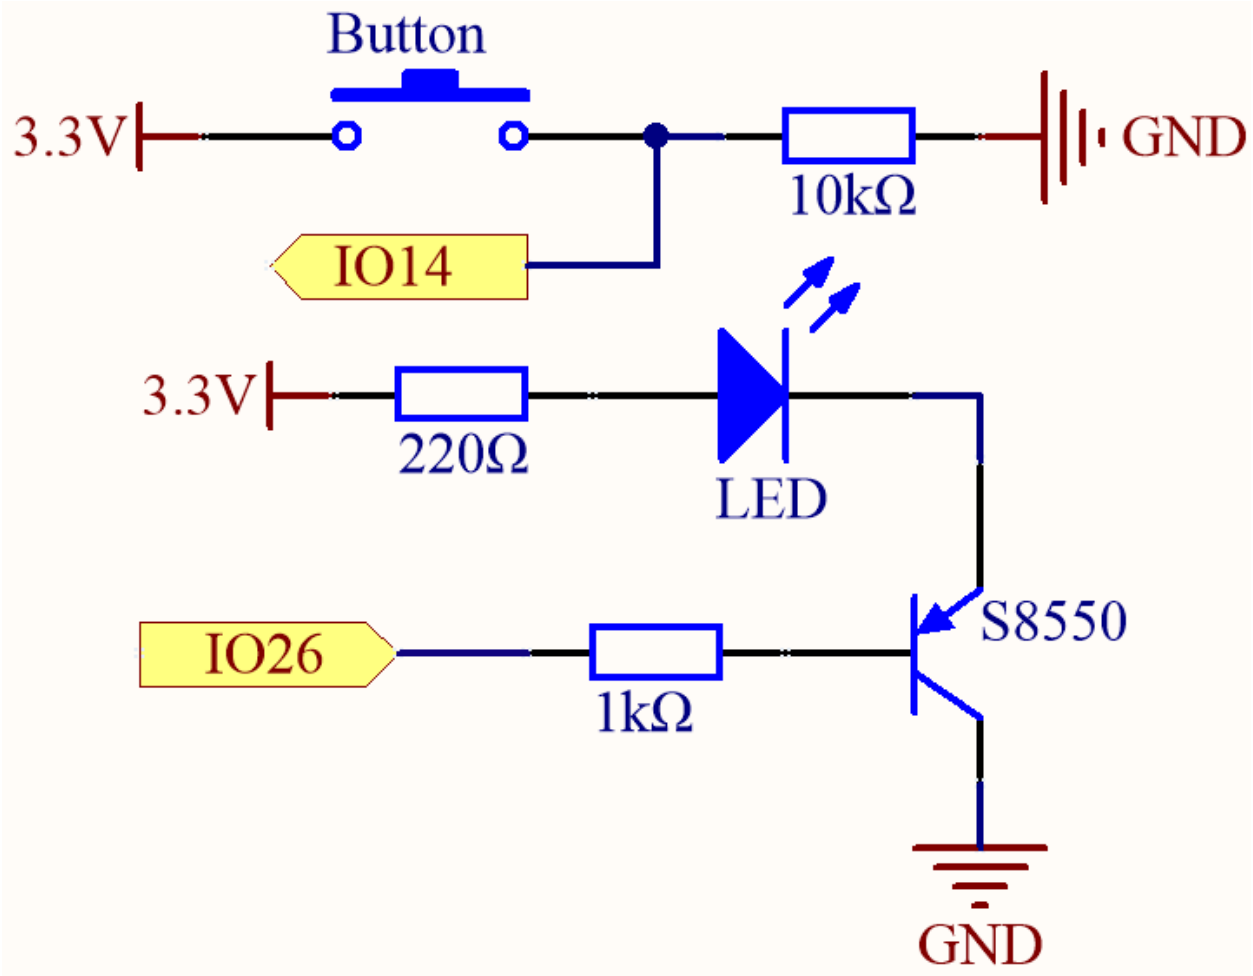 Button
3.3V
GND
10kΩ
IO14
3.3V
220Ω
LED
S8550
IO26
1kΩ
GND